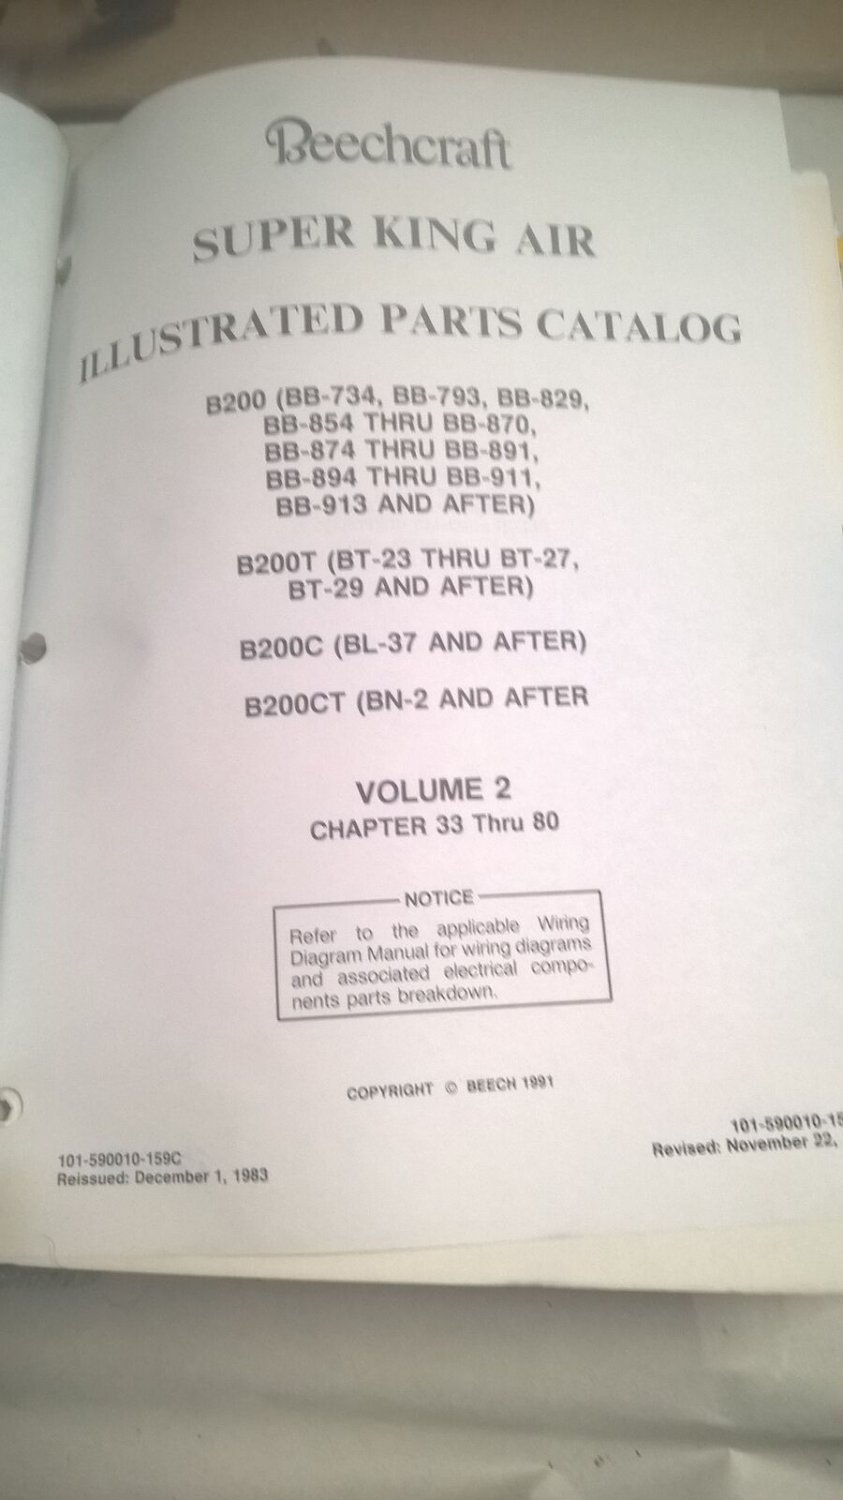 Beechcraft
SUPER KING AIR
ILLUSTRATED PARTS CATALOG
B200 (BB-734, BB-793, BB-829,
BB-854 THRU BB-870,
BB-874 THRU BB-891,
BB-894 THRU BB-911,
BB-913 AND AFTER)
B200T (BT-23 THRU BT-27,
BT-29 AND AFTER)
B200C (BL-37 AND AFTER)
B200CT (BN-2 AND AFTER
VOLUME 2
CHAPTER 33 Thru 80
NOTICE
Refer to the applicable Wiring
Diagram Manual for wiring diagrams
and associated electrical compo-
nents parts breakdown.
COPYRIGHT © BEECH 1991
101-590010-159C
Reissued: December 1, 1983
101-590010-15
Revised: November 22,